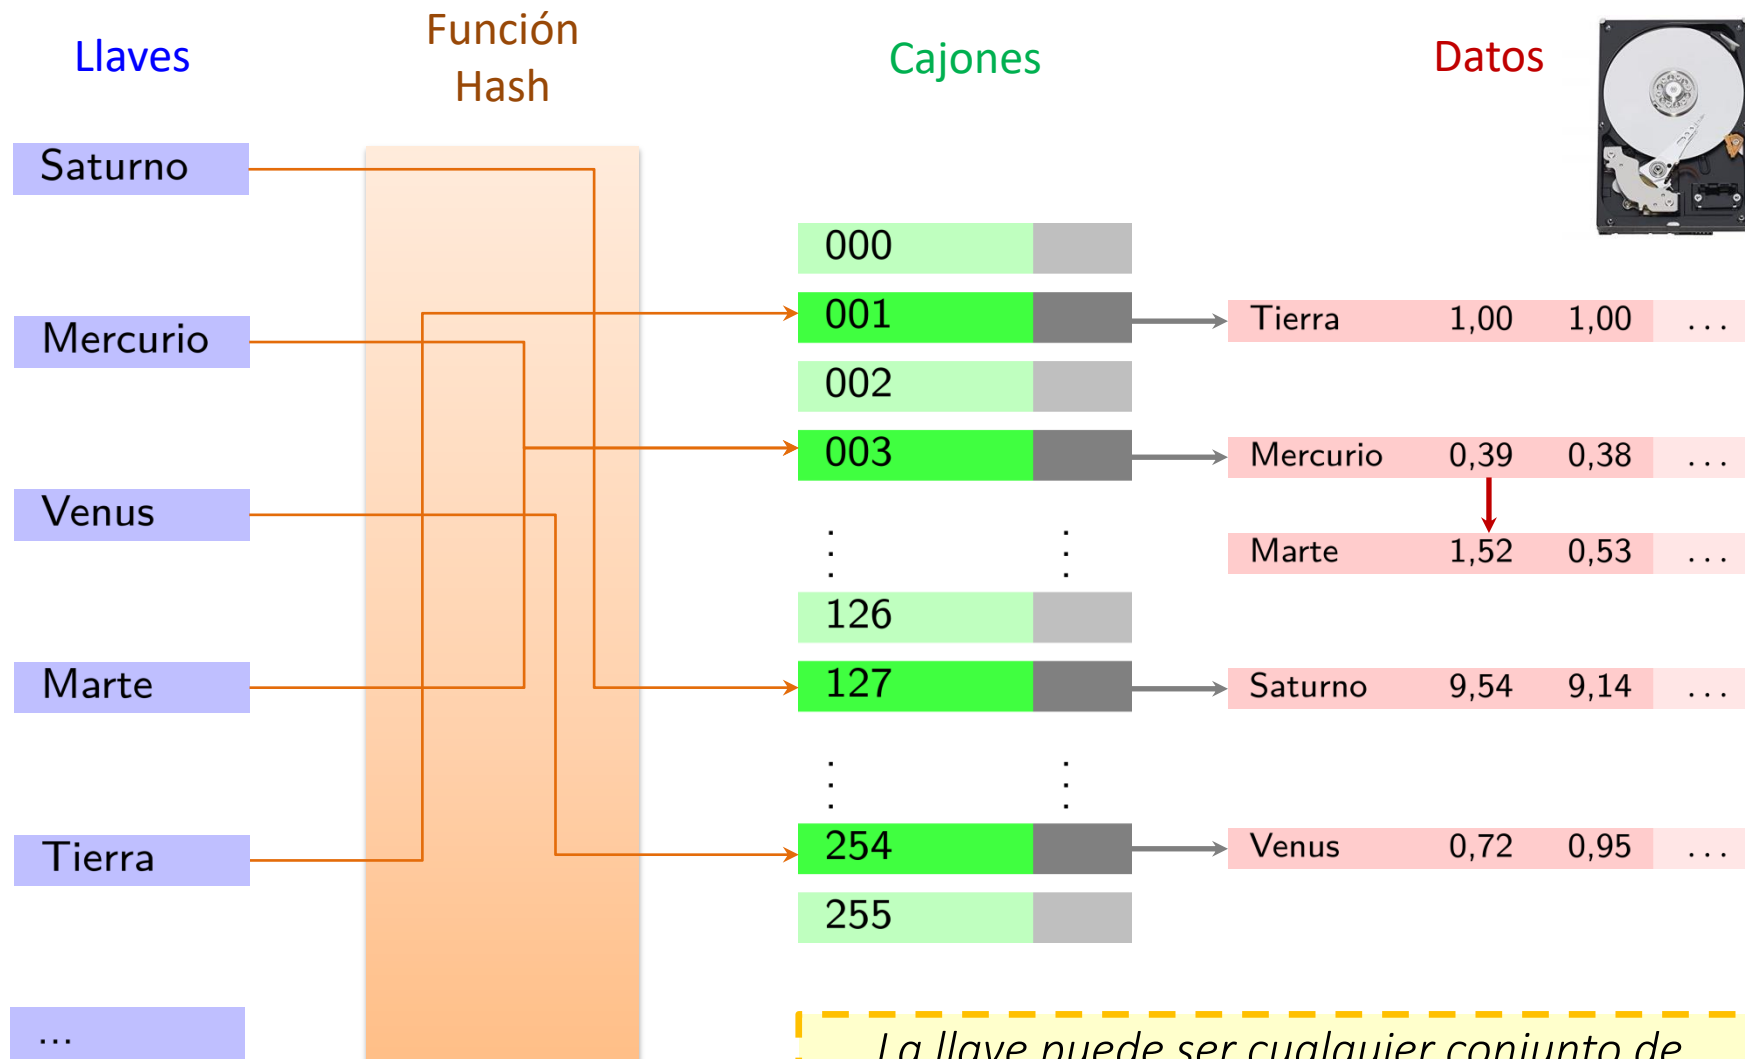 Llaves
Función
Hash
Cajones
Datos
Saturno
Mercurio
Venus
Marte
Tierra
...
000
001
002
003
126
127
254
255
Tierra 1,00 1,00 ...
Mercurio 0,39 0,38 ...
Marte 1,52 0,53 ...
Saturno 9,54 9,14 ...
Venus 0,72 0,95 ...
La llave puede ser cualquier conjunto de